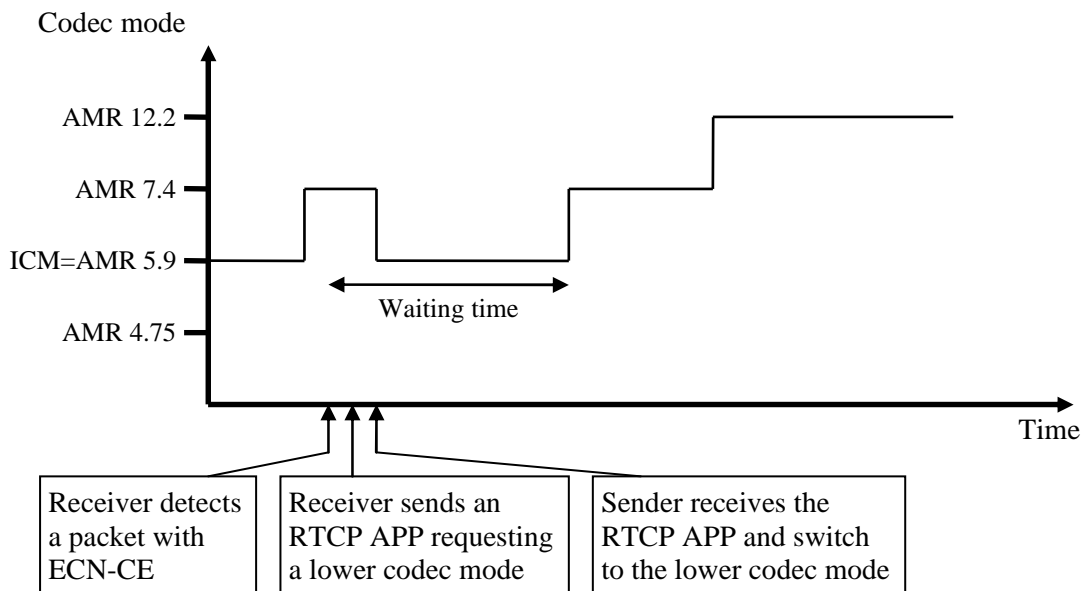 Codec mode
AMR 12.2
AMR 7.4
ICM=AMR 5.9
Waiting time
AMR 4.75
Time
Receiver detects
a packet with
ECN-CE
Receiver sends an
RTCP APP requesting
a lower codec mode
Sender receives the
RTCP APP and switch
to the lower codec mode